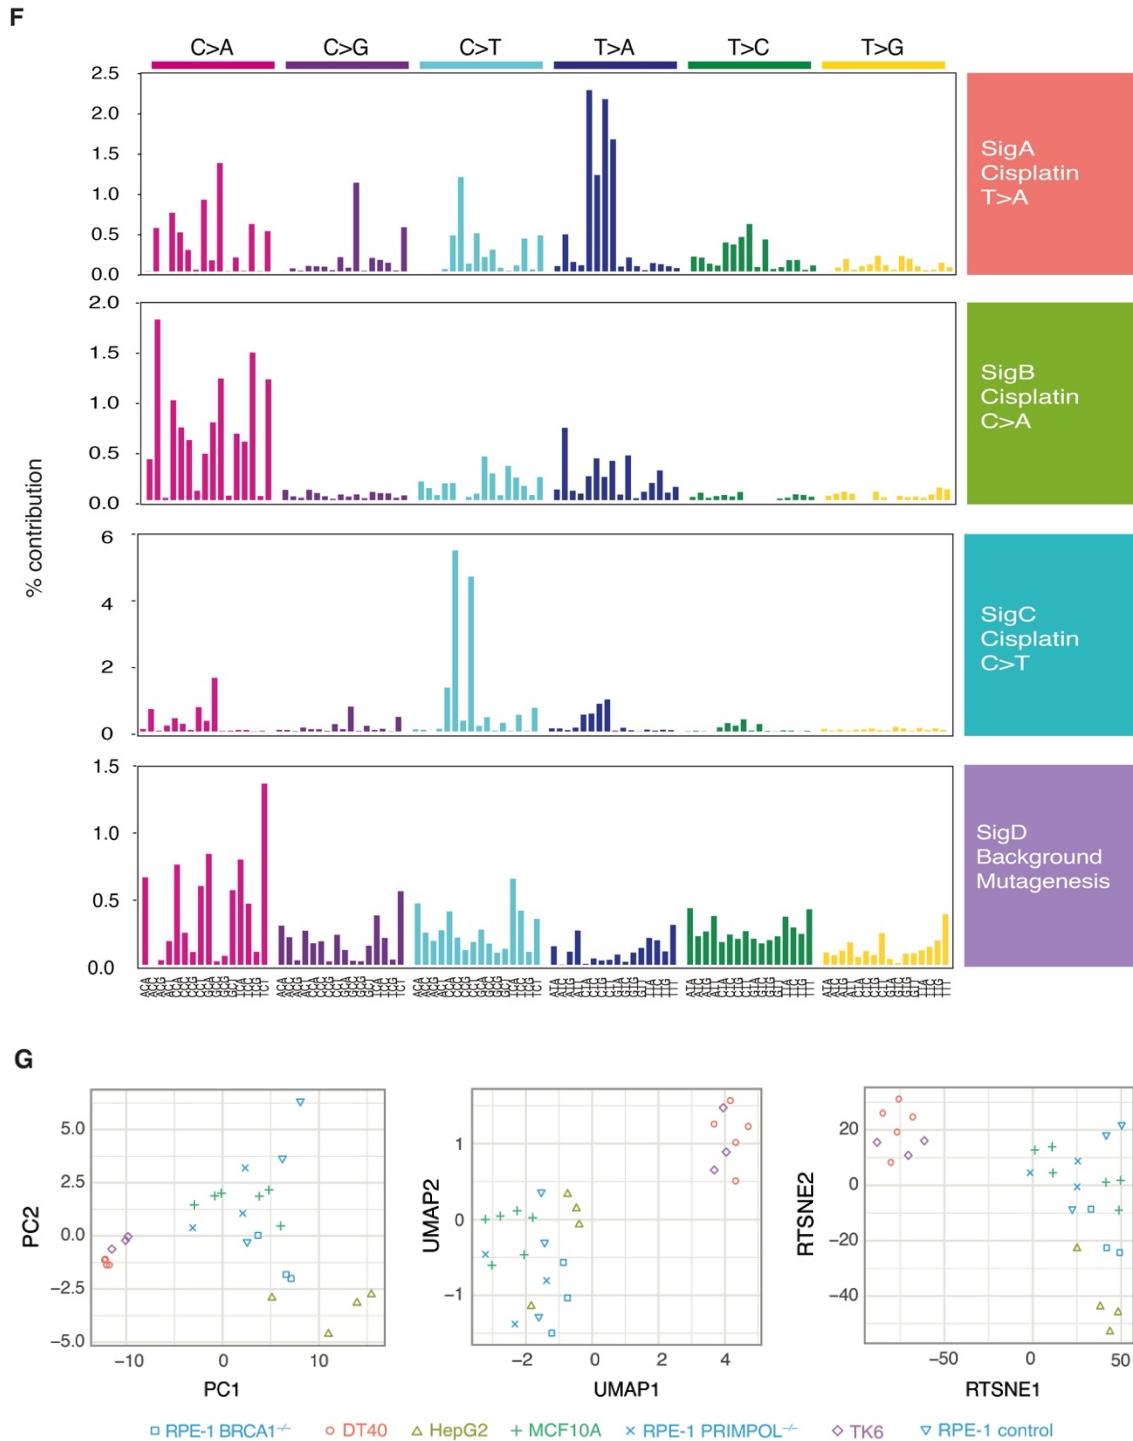 F
C>A C>G C>T T>A T>C T>G
2.5
2.0
1.5
1.0
0.5
0.0
SigA
Cisplatin
T>A
2.0
1.5
1.0
0.5
0.0
SigB
Cisplatin
C>A
% contribution
6
4
2
0
SigC
Cisplatin
C>T
1.5
1.0
0.5
0.0
SigD
Background
Mutagenesis
G
5.0
2.5
0.0
−2.5
−5.0
PC2
−10 0 10
PC1
1
0
−1
UMAP2
−2 0 2 4
UMAP1
20
0
−20
−40
RTSNE2
−50 0 50
RTSNE1
RPE-1 BRCA1−/− DT40 HepG2 MCF10A RPE-1 PRIMPOL−/− TK6 RPE-1 control